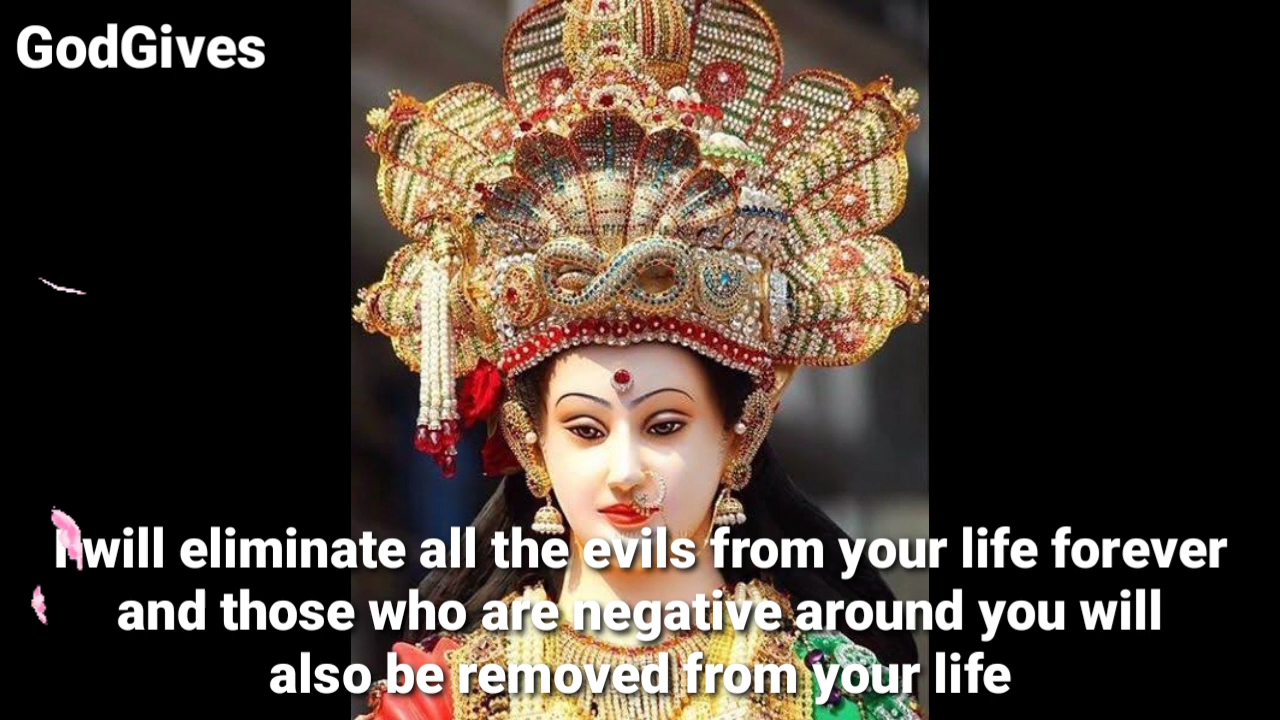 GodGives
I will eliminate all the evils from your life forever
and those who are negative around you will
also be removed from your life